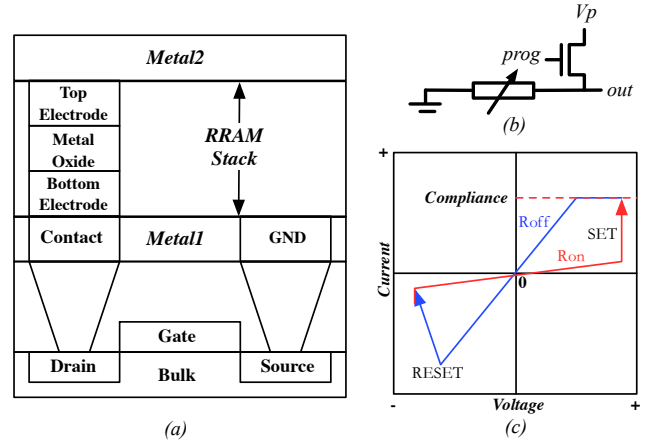 Metal2
Top
Electrode
Metal
Oxide
Bottom
Electrode
RRAM
Stack
Contact
Metal1
GND
Gate
Drain
Source
Bulk
(a)
Vp
prog
out
(b)
+
Compliance
Roff
SET
Ron
Current
0
RESET
-
Voltage
+
(c)